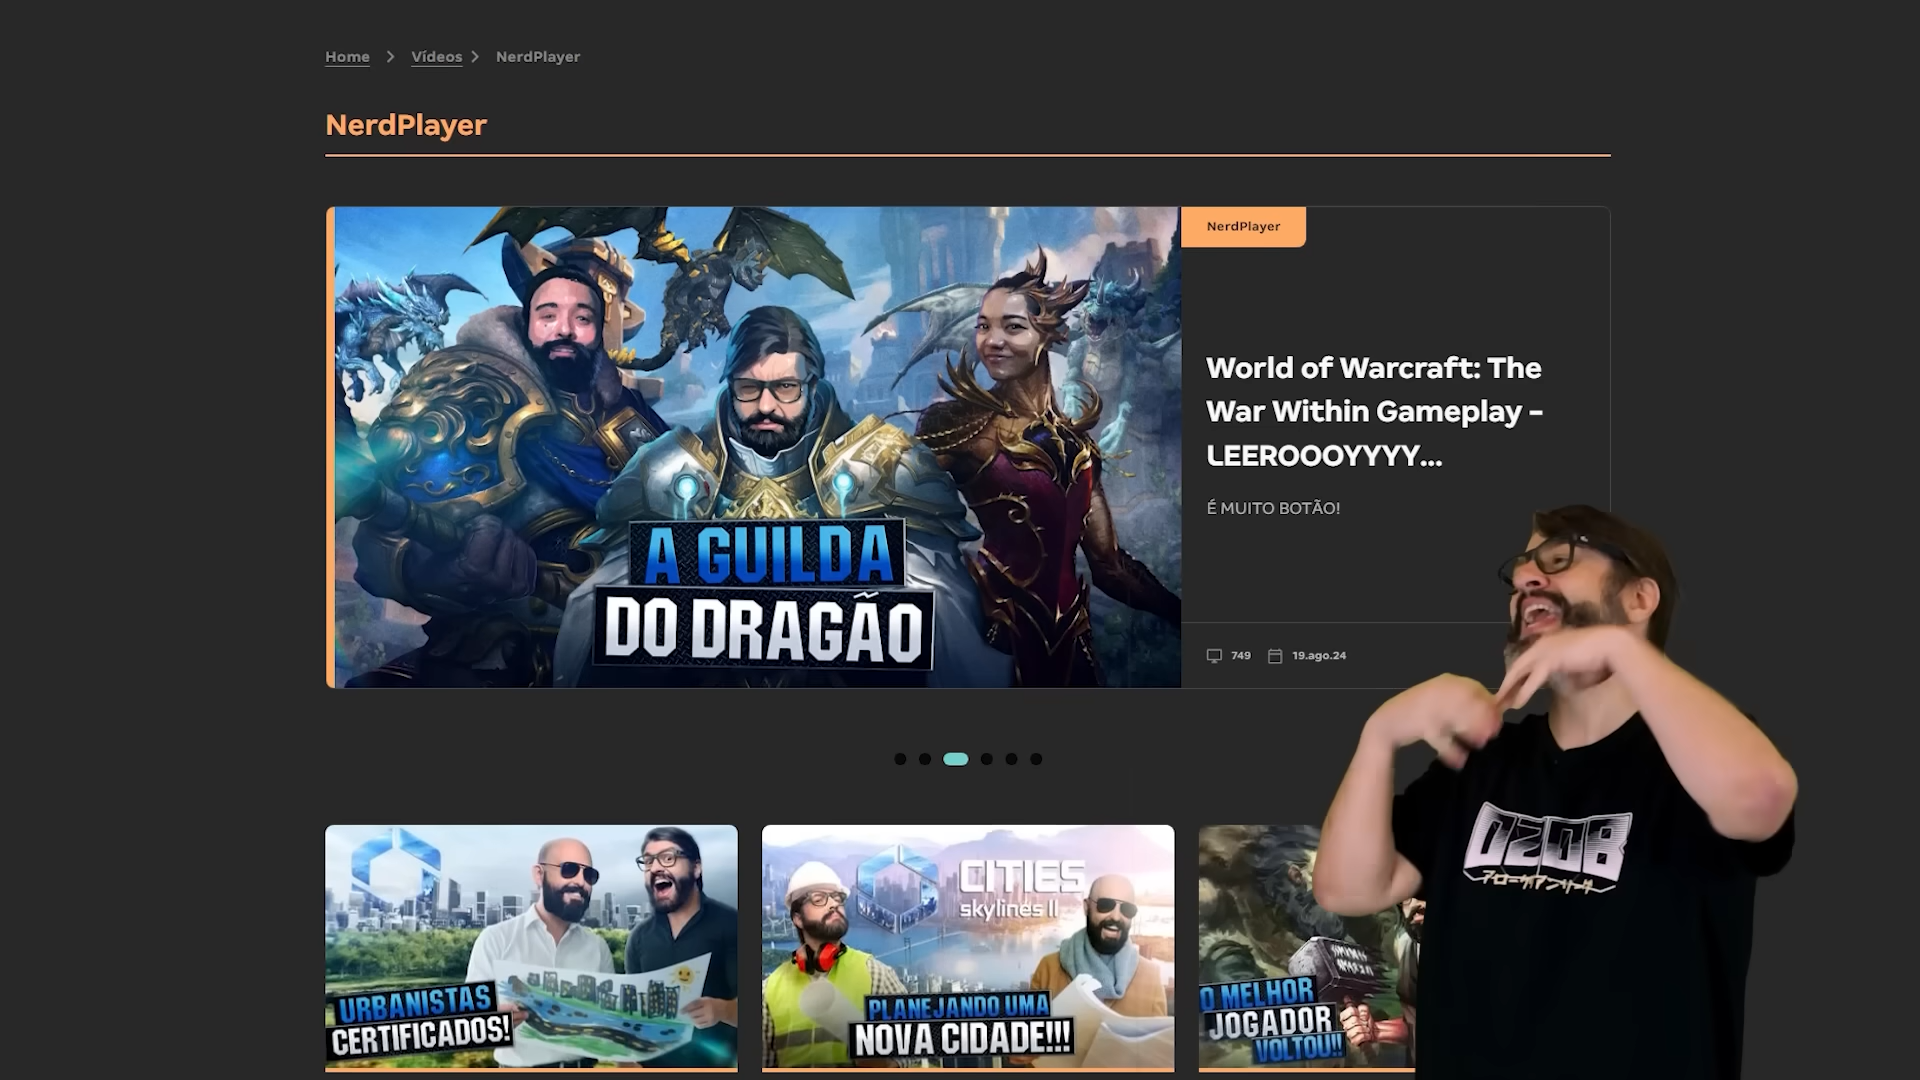 Home
Vídeos
NerdPlayer
NerdPlayer
NerdPlayer
World of Warcraft: The
War Within Gameplay –
LEEROOOYYYY...
É MUITO BOTÃO!
749
19.ago.24
A GUILDA
DO DRAGÃO
URBANISTAS
CERTIFICADOS!
CITIES
skylines II
PLANEJANDO UMA
NOVA CIDADE!!!
O MELHOR
JOGADOR
VOLTOU!!
OZOB